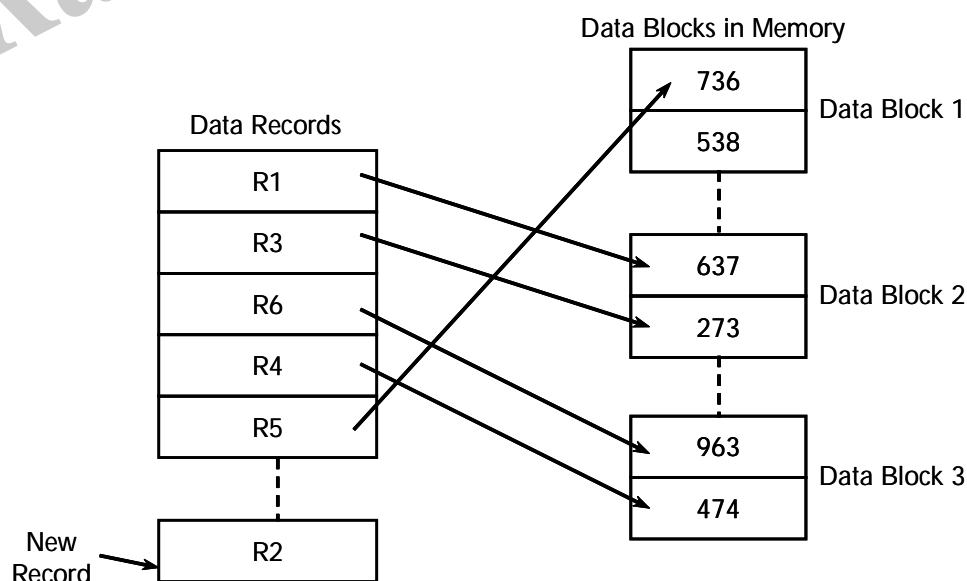 Data Blocks in Memory
736
Data Block 1
538
Data Records
R1
R3
R6
R4
R5
637
Data Block 2
273
963
Data Block 3
474
New
Record
R2